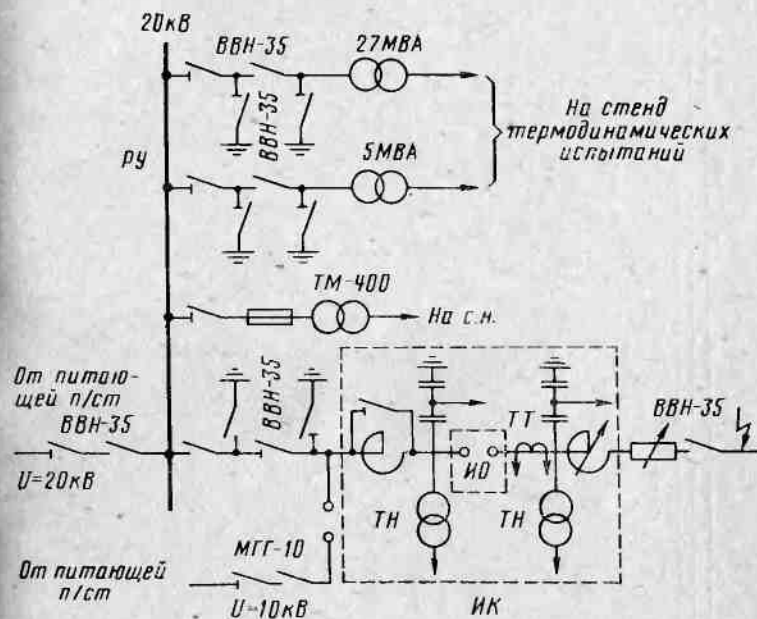 20кВ
ВВН-35
27МВА
ВВН-35
5МВА
РУ
На стенд
термодинамических
испытаний
ТМ-400
На с.н.
От питаю-
щей п/ст
ВВН-35
U=20кВ
ВВН-35
ТТ
ИО
ВВН-35
ТН
ТН
МГГ-10
От питающей
п/ст
U=10кВ
ИК